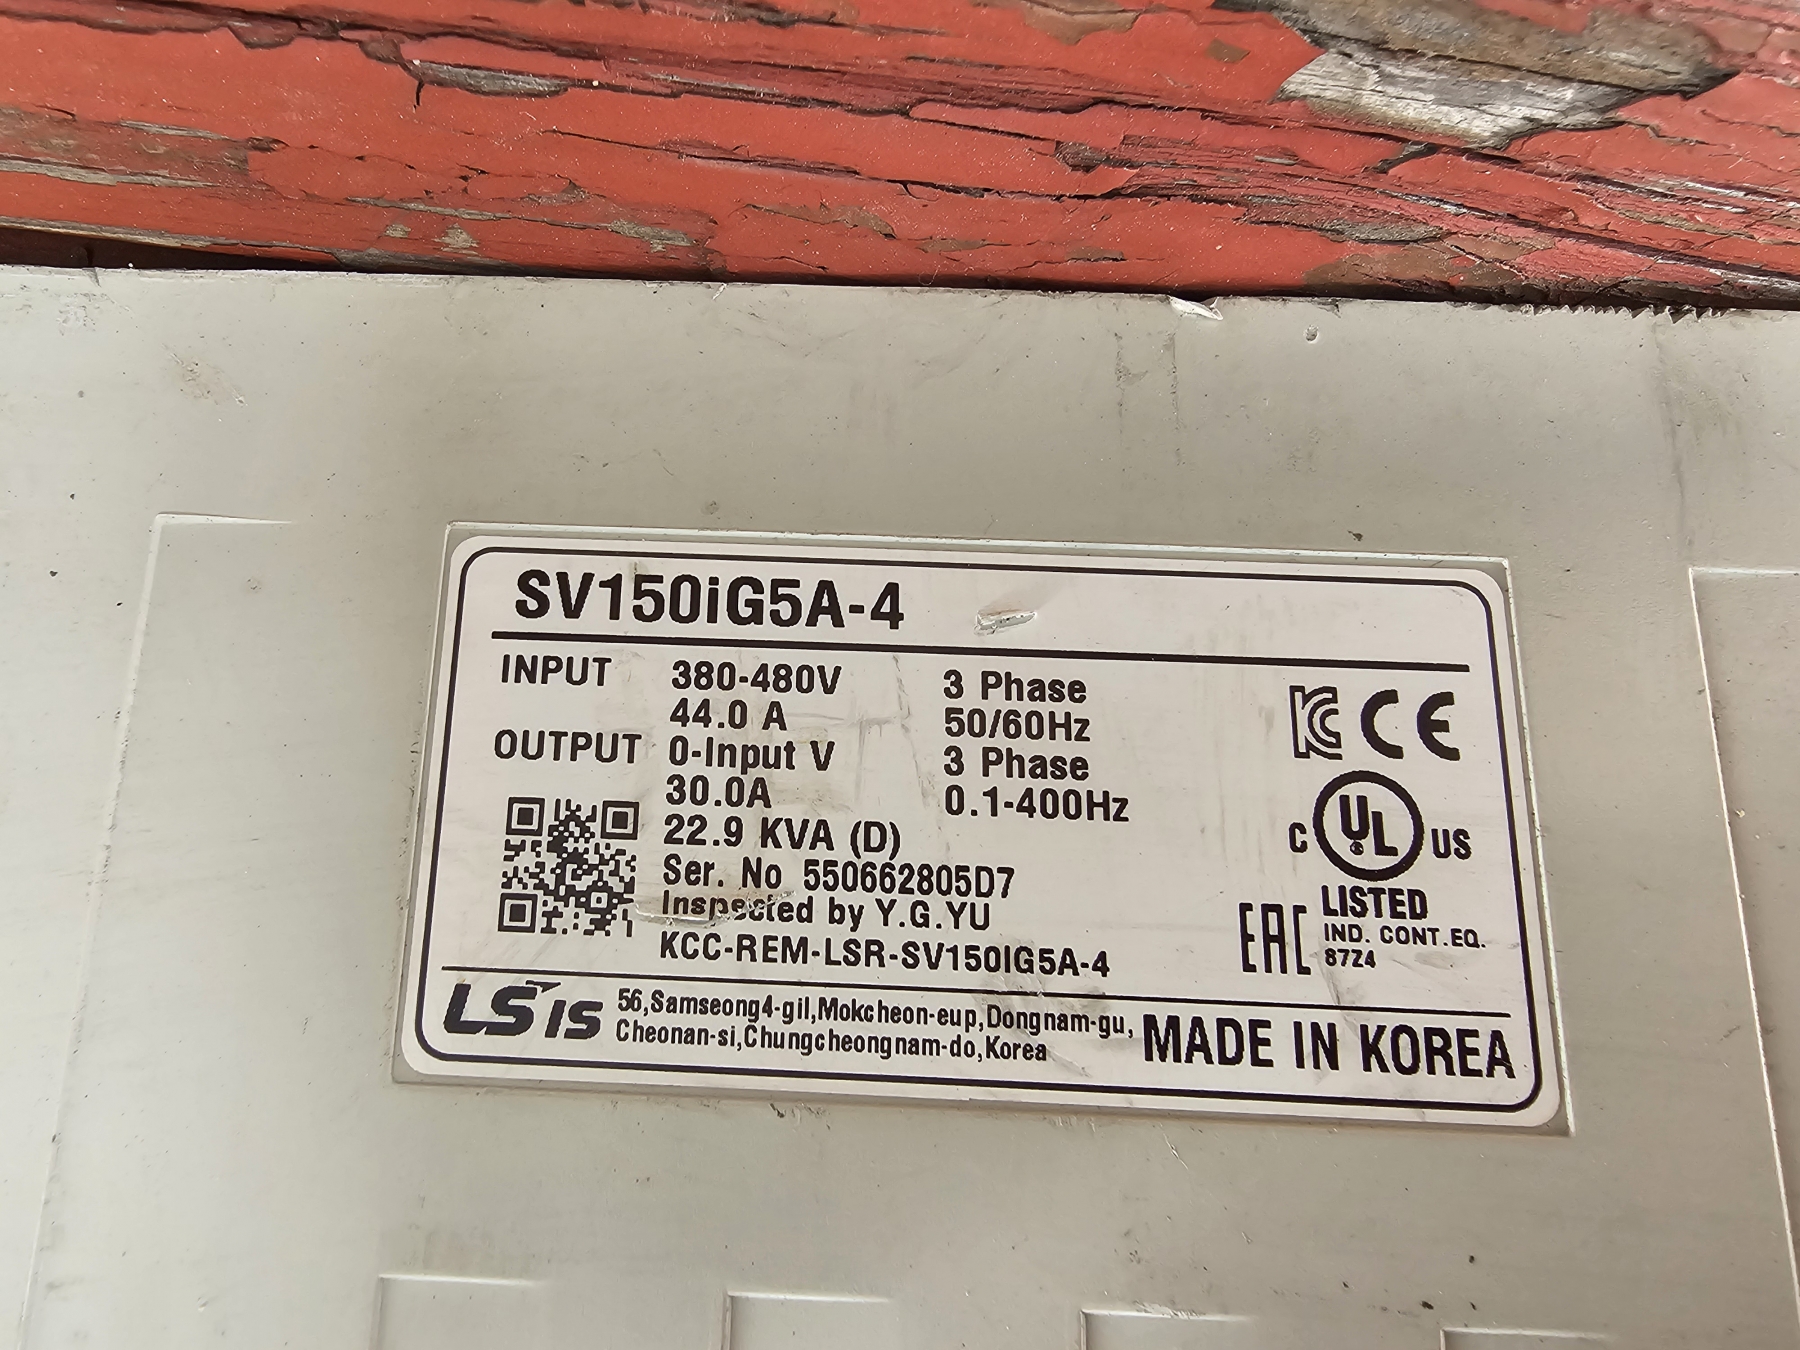 SV150iG5A-4
INPUT 380-480V 3 Phase
44.0 A 50/60Hz
OUTPUT 0-Input V 3 Phase
30.0A 0.1-400Hz
22.9 KVA (D)
Ser. No 550662805D7
Inspected by Y.G.YU
KCC-REM-LSR-SV150IG5A-4
KC CE
C UL US
LISTED
IND. CONT.EQ.
8724
EAC
LS IS 56,Samseong4-gil,Mokcheon-eup,Dongnam-gu,
Cheonan-si,Chungcheongnam-do,Korea
MADE IN KOREA